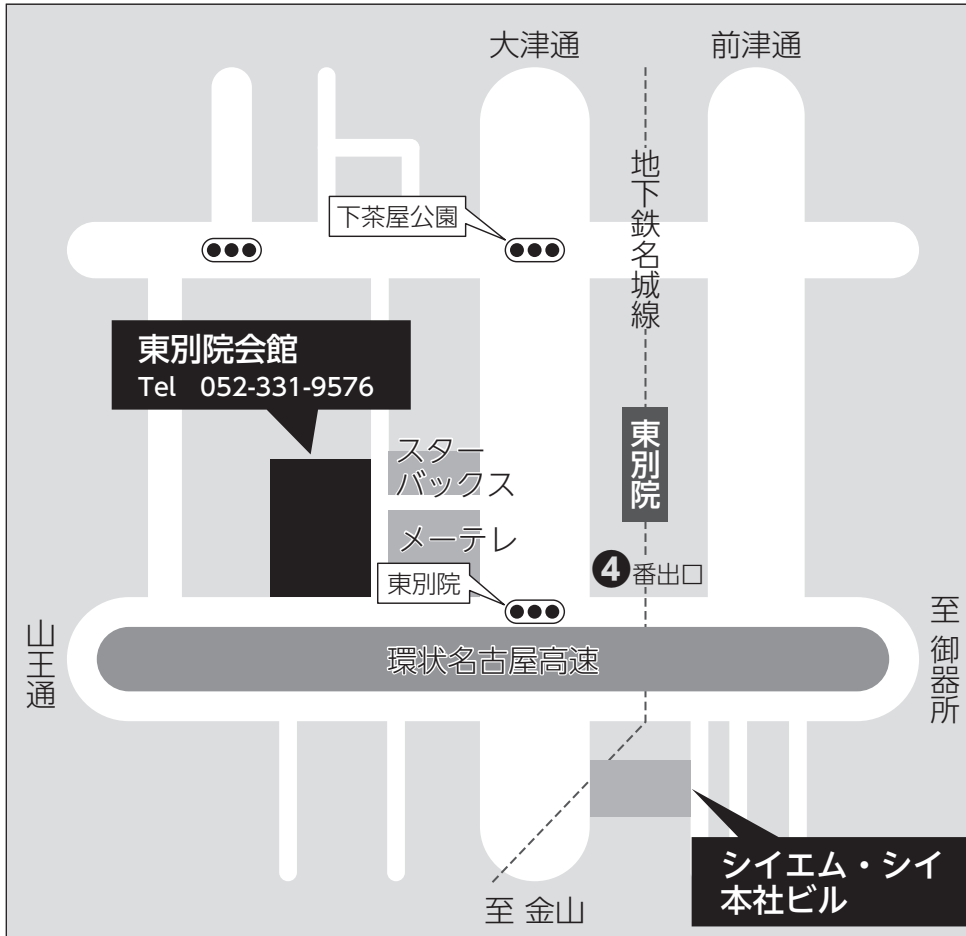 大津通
前津通
地下鉄名城線
下茶屋公園
東別院会館
Tel 052-331-9576
スター
バックス
メーテレ
東別院
東別院
4番出口
山王通
環状名古屋高速
至 御器所
シイエム・シイ
本社ビル
至 金山